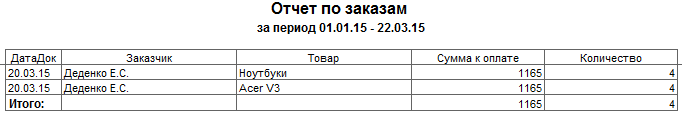 Отчет по заказам
за период 01.01.15 - 22.03.15
ДатаДок Заказчик Товар Сумма к оплате Количество
20.03.15 Деденко Е.С. Ноутбуки 1165 4
20.03.15 Деденко Е.С. Acer V3 1165 4
Итого: 1165 4